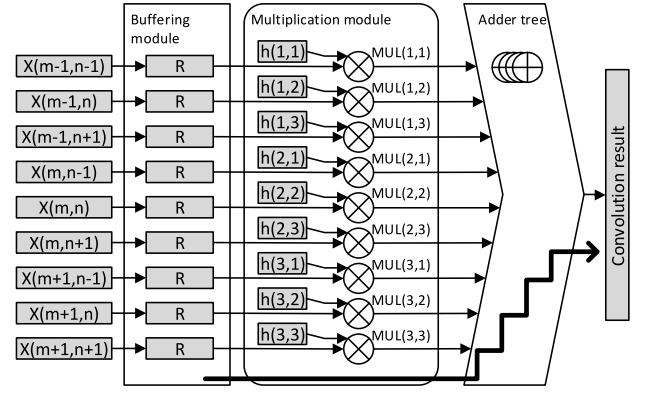 Buffering module
Multiplication module
Adder tree
X(m-1,n-1)
R
h(1,1)
MUL(1,1)
X(m-1,n)
R
h(1,2)
MUL(1,2)
X(m-1,n+1)
R
h(1,3)
MUL(1,3)
X(m,n-1)
R
h(2,1)
MUL(2,1)
X(m,n)
R
h(2,2)
MUL(2,2)
X(m,n+1)
R
h(2,3)
MUL(2,3)
X(m+1,n-1)
R
h(3,1)
MUL(3,1)
X(m+1,n)
R
h(3,2)
MUL(3,2)
X(m+1,n+1)
R
h(3,3)
MUL(3,3)
Convolution result